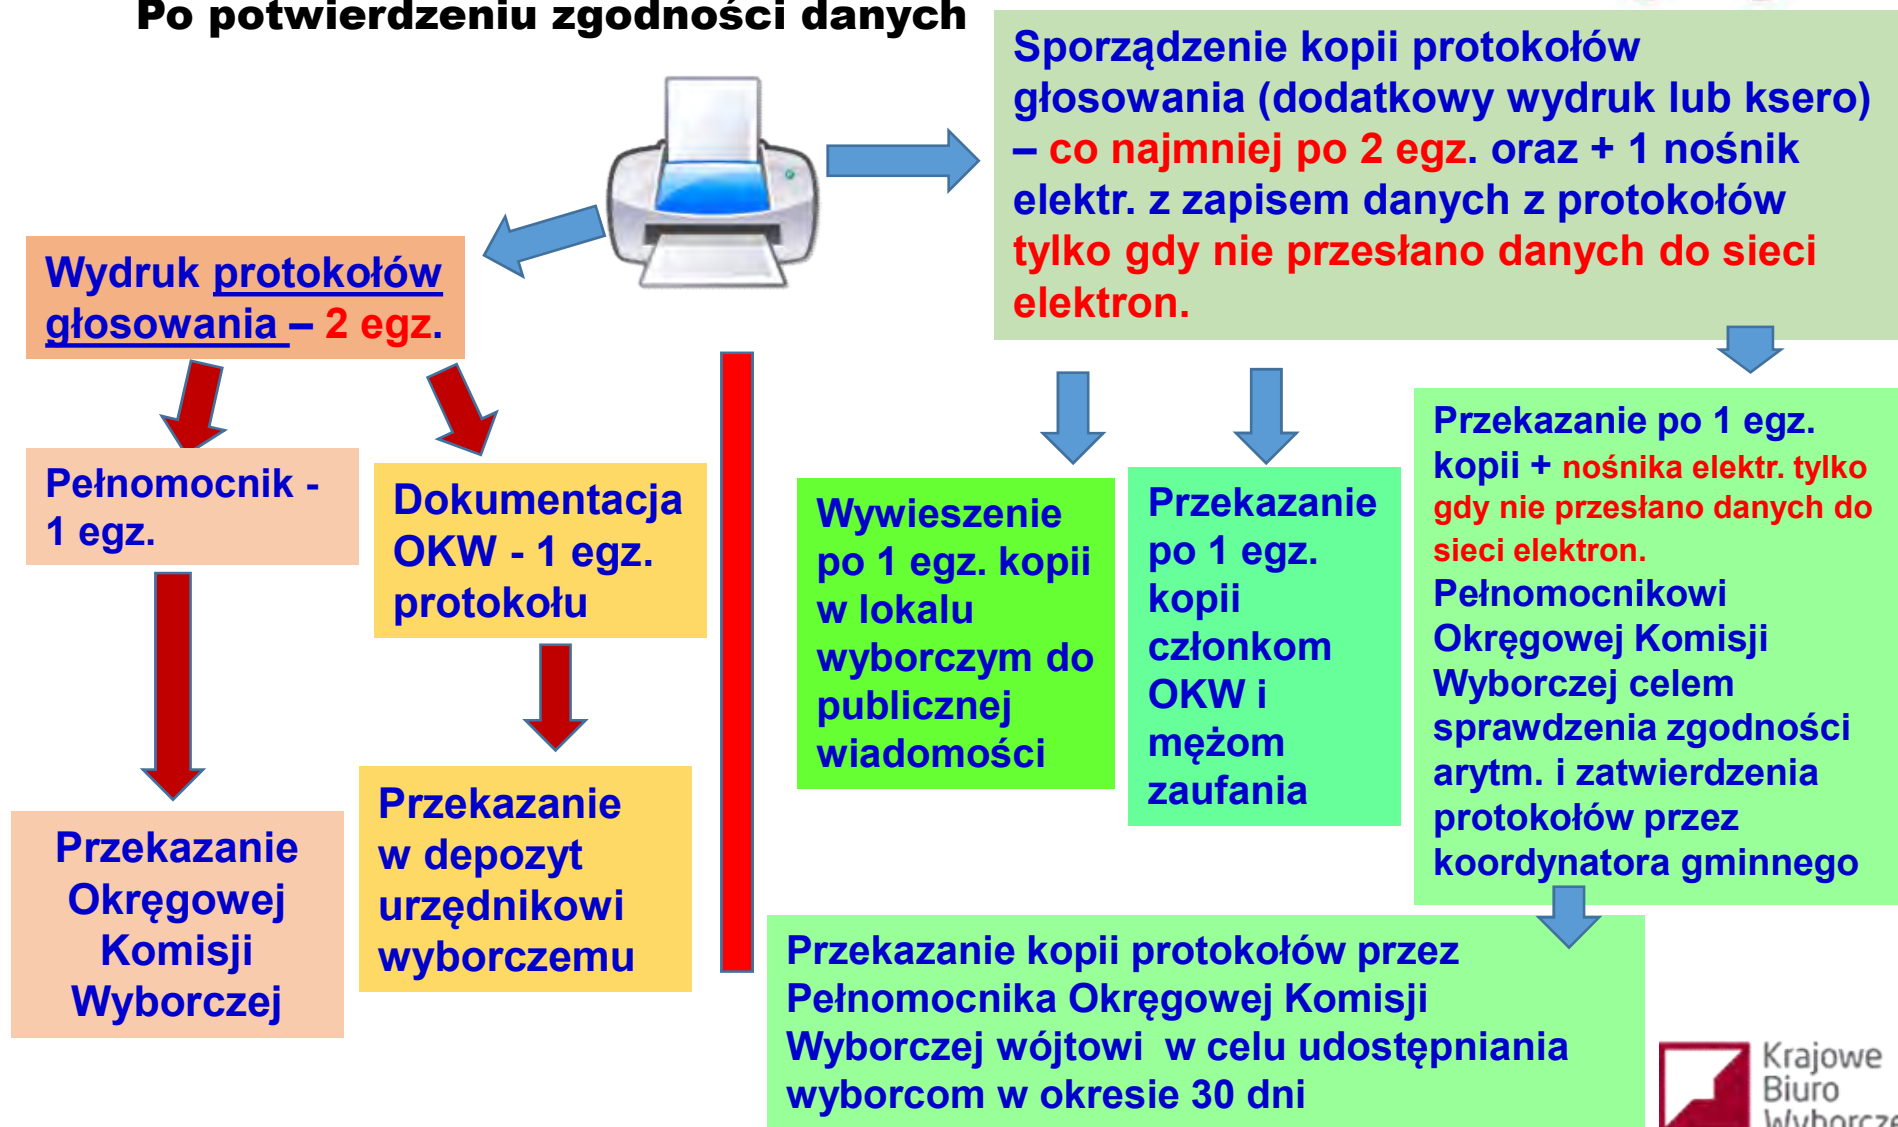 Po potwierdzeniu zgodności danych
Sporządzenie kopii protokołów
głosowania (dodatkowy wydruk lub ksero)
– co najmniej po 2 egz. oraz + 1 nośnik
elektr. z zapisem danych z protokołów
tylko gdy nie przesłano danych do sieci
elektron.
Wydruk protokołów
głosowania – 2 egz.
Pełnomocnik -
1 egz.
Dokumentacja
OKW - 1 egz.
protokołu
Przekazanie
Okręgowej
Komisji
Wyborczej
Przekazanie
w depozyt
urzędnikowi
wyborczemu
Wywieszenie
po 1 egz. kopii
w lokalu
wyborczym do
publicznej
wiadomości
Przekazanie
po 1 egz.
kopii
członkom
OKW i
mężom
zaufania
Przekazanie po 1 egz.
kopii + nośnika elektr. tylko
gdy nie przesłano danych do
sieci elektron.
Pełnomocnikowi
Okręgowej Komisji
Wyborczej celem
sprawdzenia zgodności
arytm. i zatwierdzenia
protokołów przez
koordynatora gminnego
Przekazanie kopii protokołów przez
Pełnomocnika Okręgowej Komisji
Wyborczej wójtowi w celu udostępniania
wyborcom w okresie 30 dni
Krajowe
Biuro
Wyborcze